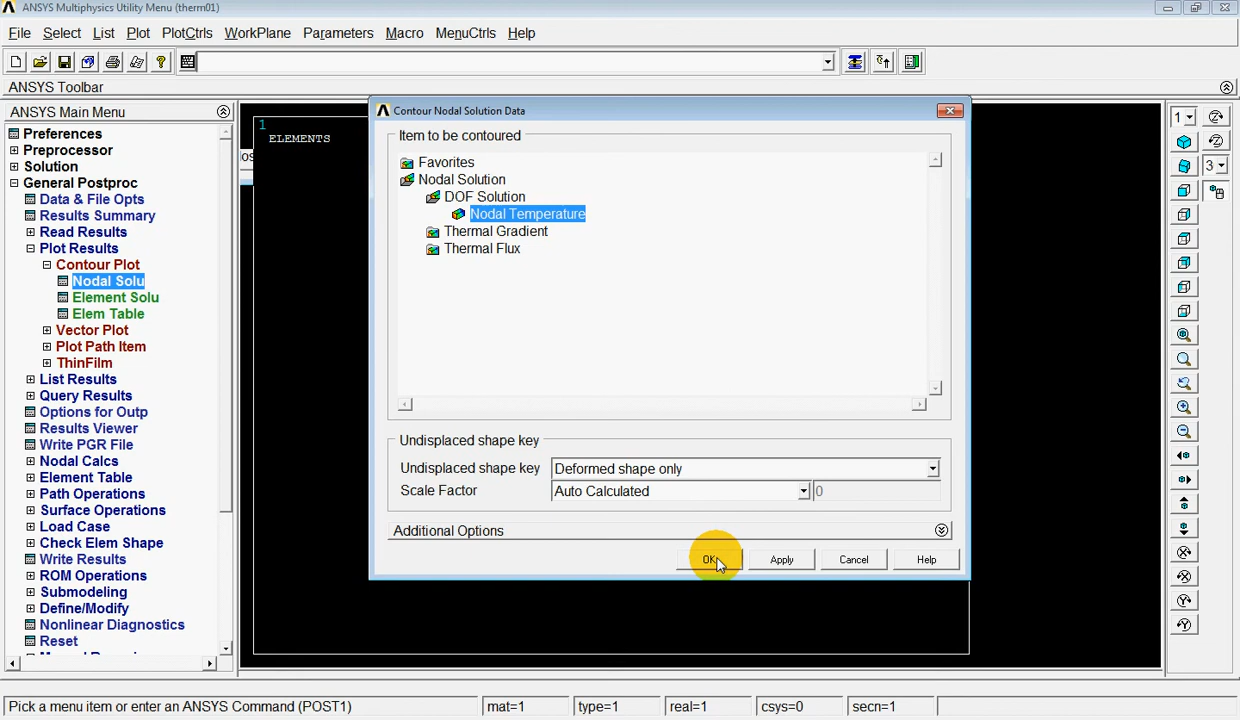 ANSYS Multiphysics Utility Menu (therm01)
File Select List Plot PlotCtrls WorkPlane Parameters Macro MenuCtrls Help
ANSYS Toolbar
ANSYS Main Menu
Preferences
Preprocessor
Solution
General Postproc
Data & File Opts
Results Summary
Read Results
Plot Results
Contour Plot
Nodal Solu
Element Solu
Elem Table
Vector Plot
Plot Path Item
ThinFilm
List Results
Query Results
Options for Outp
Results Viewer
Write PGR File
Nodal Calcs
Element Table
Path Operations
Surface Operations
Load Case
Check Elem Shape
Write Results
ROM Operations
Submodeling
Define/Modify
Nonlinear Diagnostics
Reset
1
ELEMENTS
Contour Nodal Solution Data
Item to be contoured
Favorites
Nodal Solution
DOF Solution
Nodal Temperature
Thermal Gradient
Thermal Flux
Undisplaced shape key
Undisplaced shape key Deformed shape only
Scale Factor Auto Calculated 0
Additional Options
OK Apply Cancel Help
1
3
Pick a menu item or enter an ANSYS Command (POST1) mat=1 type=1 real=1 csys=0 secn=1